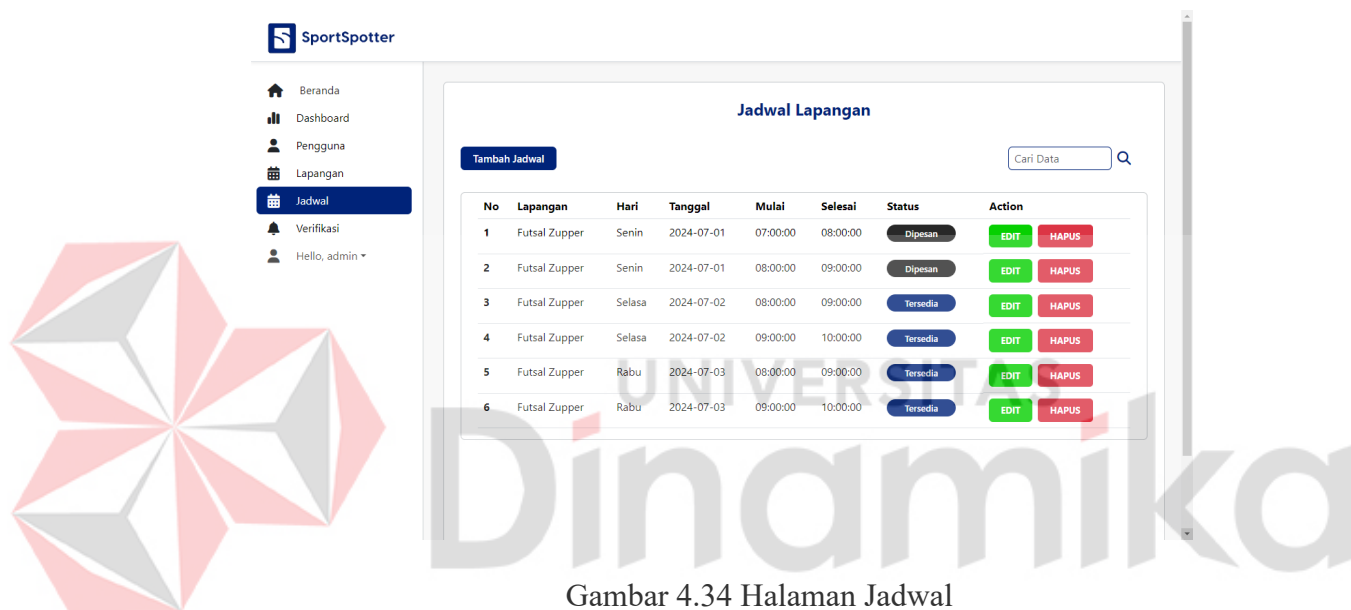 SportSpotter
Beranda
Dashboard
Pengguna
Lapangan
Jadwal
Verifikasi
Hello, admin
Jadwal Lapangan
Tambah Jadwal
Cari Data
No Lapangan Hari Tanggal Mulai Selesai Status Action
1 Futsal Zupper Senin 2024-07-01 07:00:00 08:00:00 Dipesan EDIT HAPUS
2 Futsal Zupper Senin 2024-07-01 08:00:00 09:00:00 Dipesan EDIT HAPUS
3 Futsal Zupper Selasa 2024-07-02 08:00:00 09:00:00 Tersedia EDIT HAPUS
4 Futsal Zupper Selasa 2024-07-02 09:00:00 10:00:00 Tersedia EDIT HAPUS
5 Futsal Zupper Rabu 2024-07-03 08:00:00 09:00:00 Tersedia EDIT HAPUS
6 Futsal Zupper Rabu 2024-07-03 09:00:00 10:00:00 Tersedia EDIT HAPUS
UNIVERSITAS
Dinamika
Gambar 4.34 Halaman Jadwal